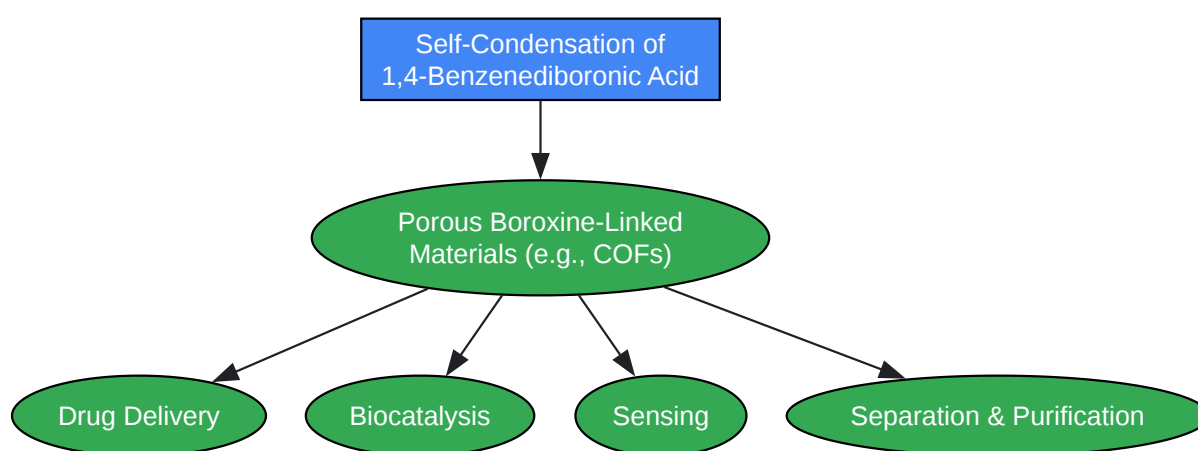 Self-Condensation of
1,4-Benzenediboronic Acid
Porous Boroxine-Linked
Materials (e.g., COFs)
Drug Delivery
Biocatalysis
Sensing
Separation & Purification